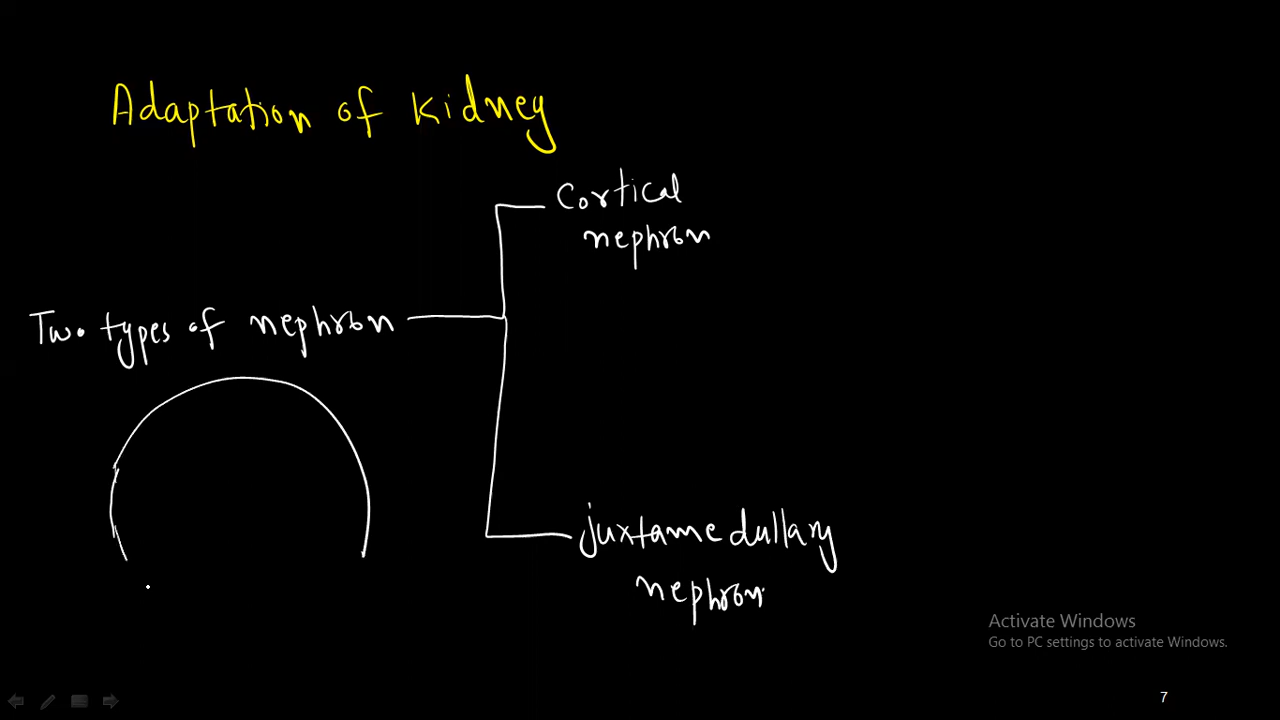 Adaptation of kidney
Cortical
nephron
Two types of nephron
juxtamedullary
nephron
Activate Windows
Go to PC settings to activate Windows.
7